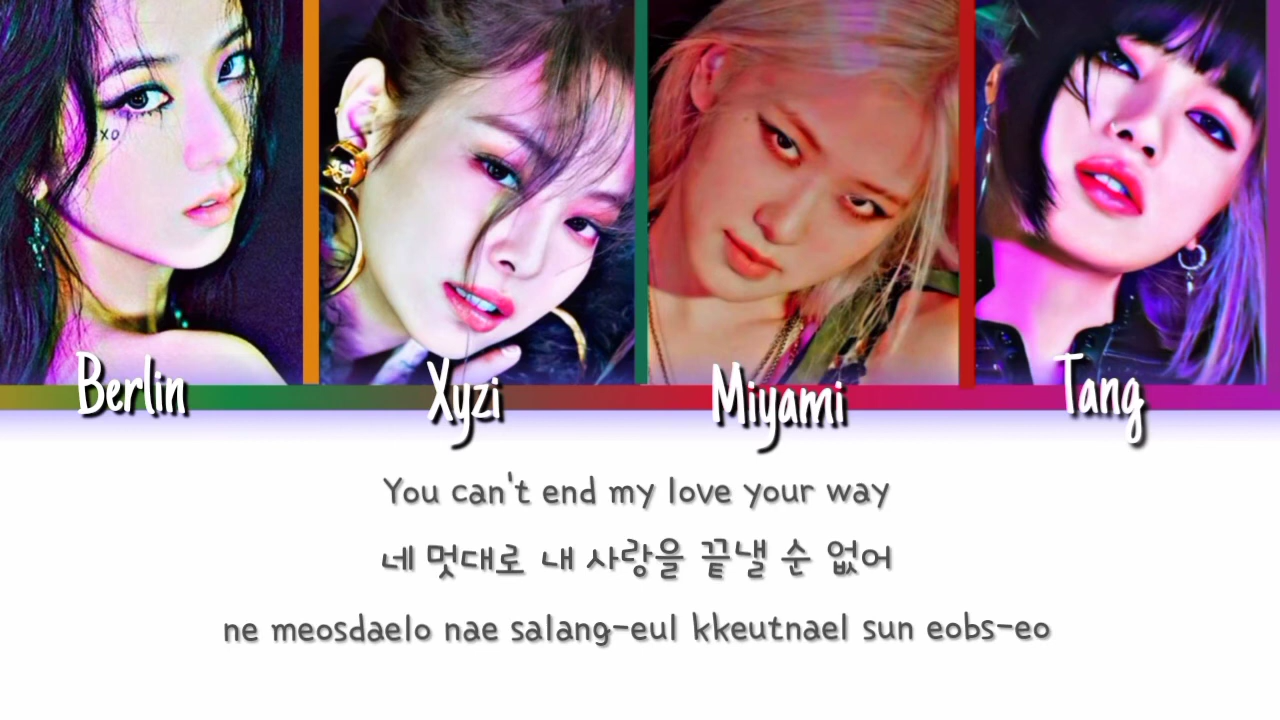 xo
Berlin Xyzi Miyami Tang
You can't end my love your way
네 멋대로 내 사랑을 끝낼 순 없어
ne meosdaelo nae salang-eul kkeutnael sun eobs-eo